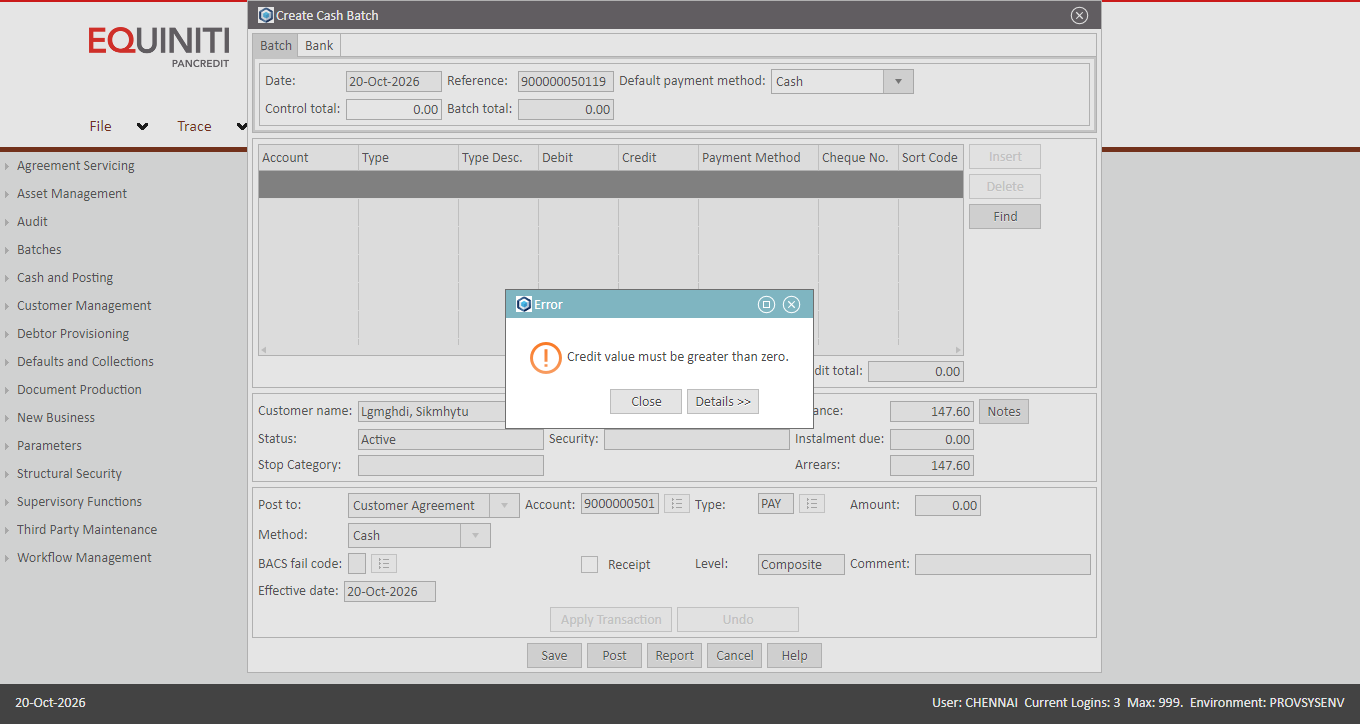 Create Cash Batch
EQUINITI
PANCREDIT
File
Trace
Agreement Servicing
Asset Management
Audit
Batches
Cash and Posting
Customer Management
Debtor Provisioning
Defaults and Collections
Document Production
New Business
Parameters
Structural Security
Supervisory Functions
Third Party Maintenance
Workflow Management
Batch Bank
Date: 20-Oct-2026 Reference: 900000050119 Default payment method: Cash
Control total: 0.00 Batch total: 0.00
Account Type Type Desc. Debit Credit Payment Method Cheque No. Sort Code
Insert
Delete
Find
Error
Credit value must be greater than zero.
Close Details >>
dit total: 0.00
Customer name: Lgmghdi, Sikmhytu ance: 147.60 Notes
Status: Active Security: Instalment due: 0.00
Stop Category: Arrears: 147.60
Post to: Customer Agreement Account: 9000000501 Type: PAY Amount: 0.00
Method: Cash
BACS fail code: Receipt Level: Composite Comment:
Effective date: 20-Oct-2026
Apply Transaction Undo
Save Post Report Cancel Help
20-Oct-2026 User: CHENNAI Current Logins: 3 Max: 999. Environment: PROVSYSENV